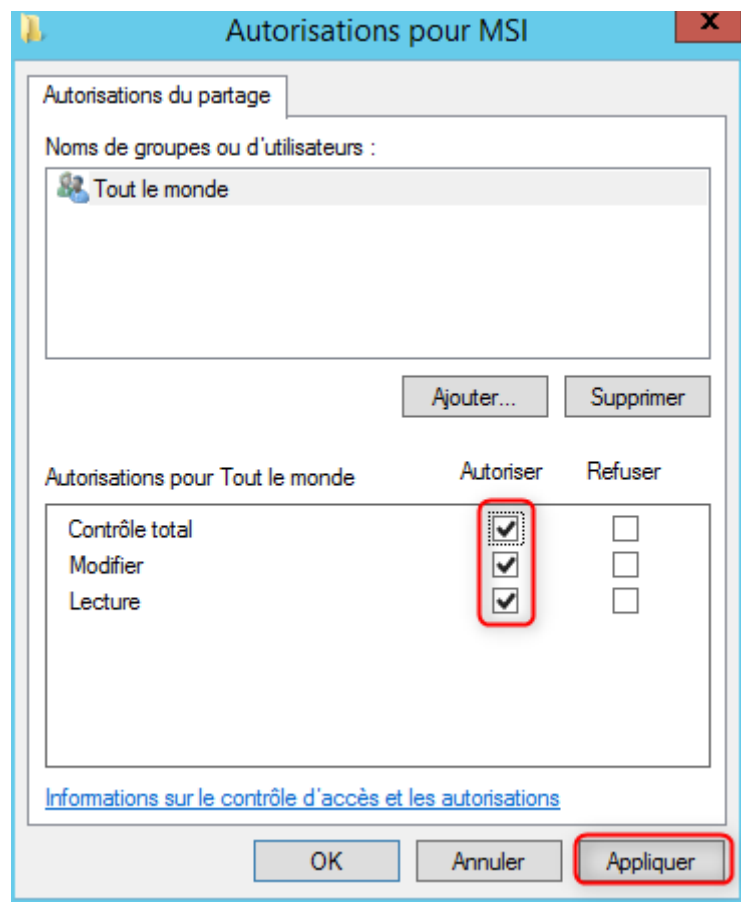 Autorisations pour MSI
X
Autorisations du partage
Noms de groupes ou d'utilisateurs :
Tout le monde
Ajouter...
Supprimer
Autorisations pour Tout le monde
Autoriser
Refuser
Contrôle total
Modifier
Lecture
Informations sur le contrôle d'accès et les autorisations
OK
Annuler
Appliquer